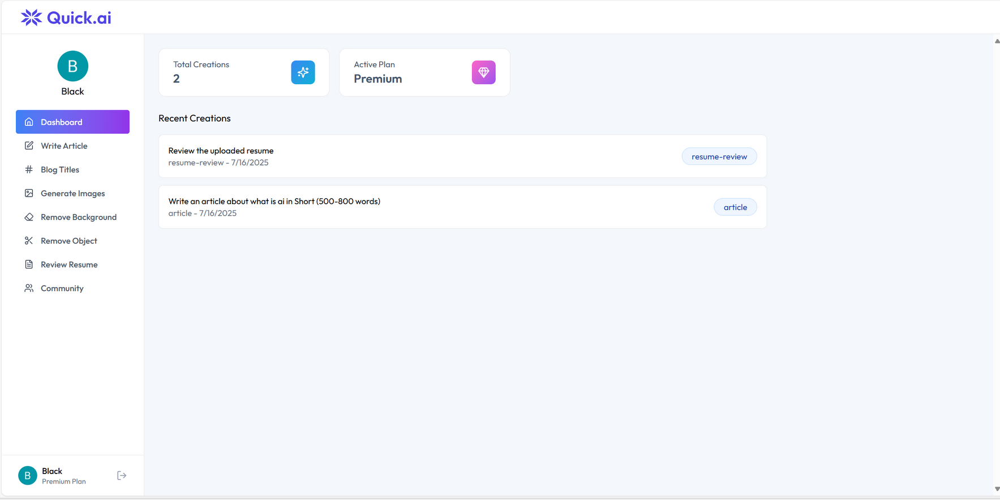 Quick.ai
B
Black
Dashboard
Write Article
Blog Titles
Generate Images
Remove Background
Remove Object
Review Resume
Community
B
Black
Premium Plan
Total Creations
2
Active Plan
Premium
Recent Creations
Review the uploaded resume
resume-review - 7/16/2025
resume-review
Write an article about what is ai in Short (500-800 words)
article - 7/16/2025
article